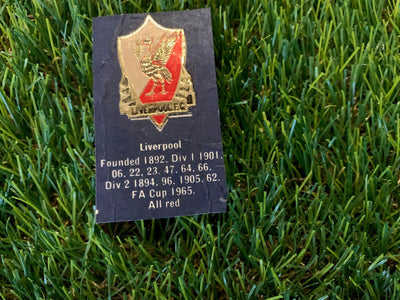 LIVERPOOL F.C.
Liverpool
Founded 1892. Div 1 1901.
06. 22. 23. 47. 64. 66.
Div 2 1894. 96. 1905. 62.
FA Cup 1965.
All red